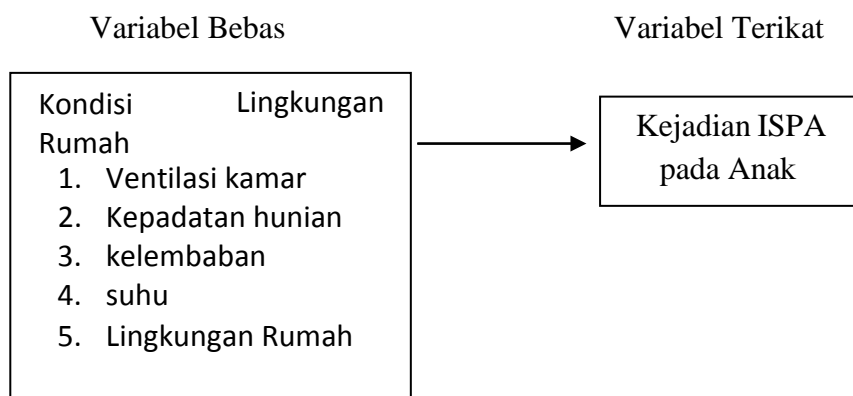 Variabel Bebas
Variabel Terikat
Kondisi Lingkungan
Rumah
1. Ventilasi kamar
2. Kepadatan hunian
3. kelembaban
4. suhu
5. Lingkungan Rumah
Kejadian ISPA
pada Anak